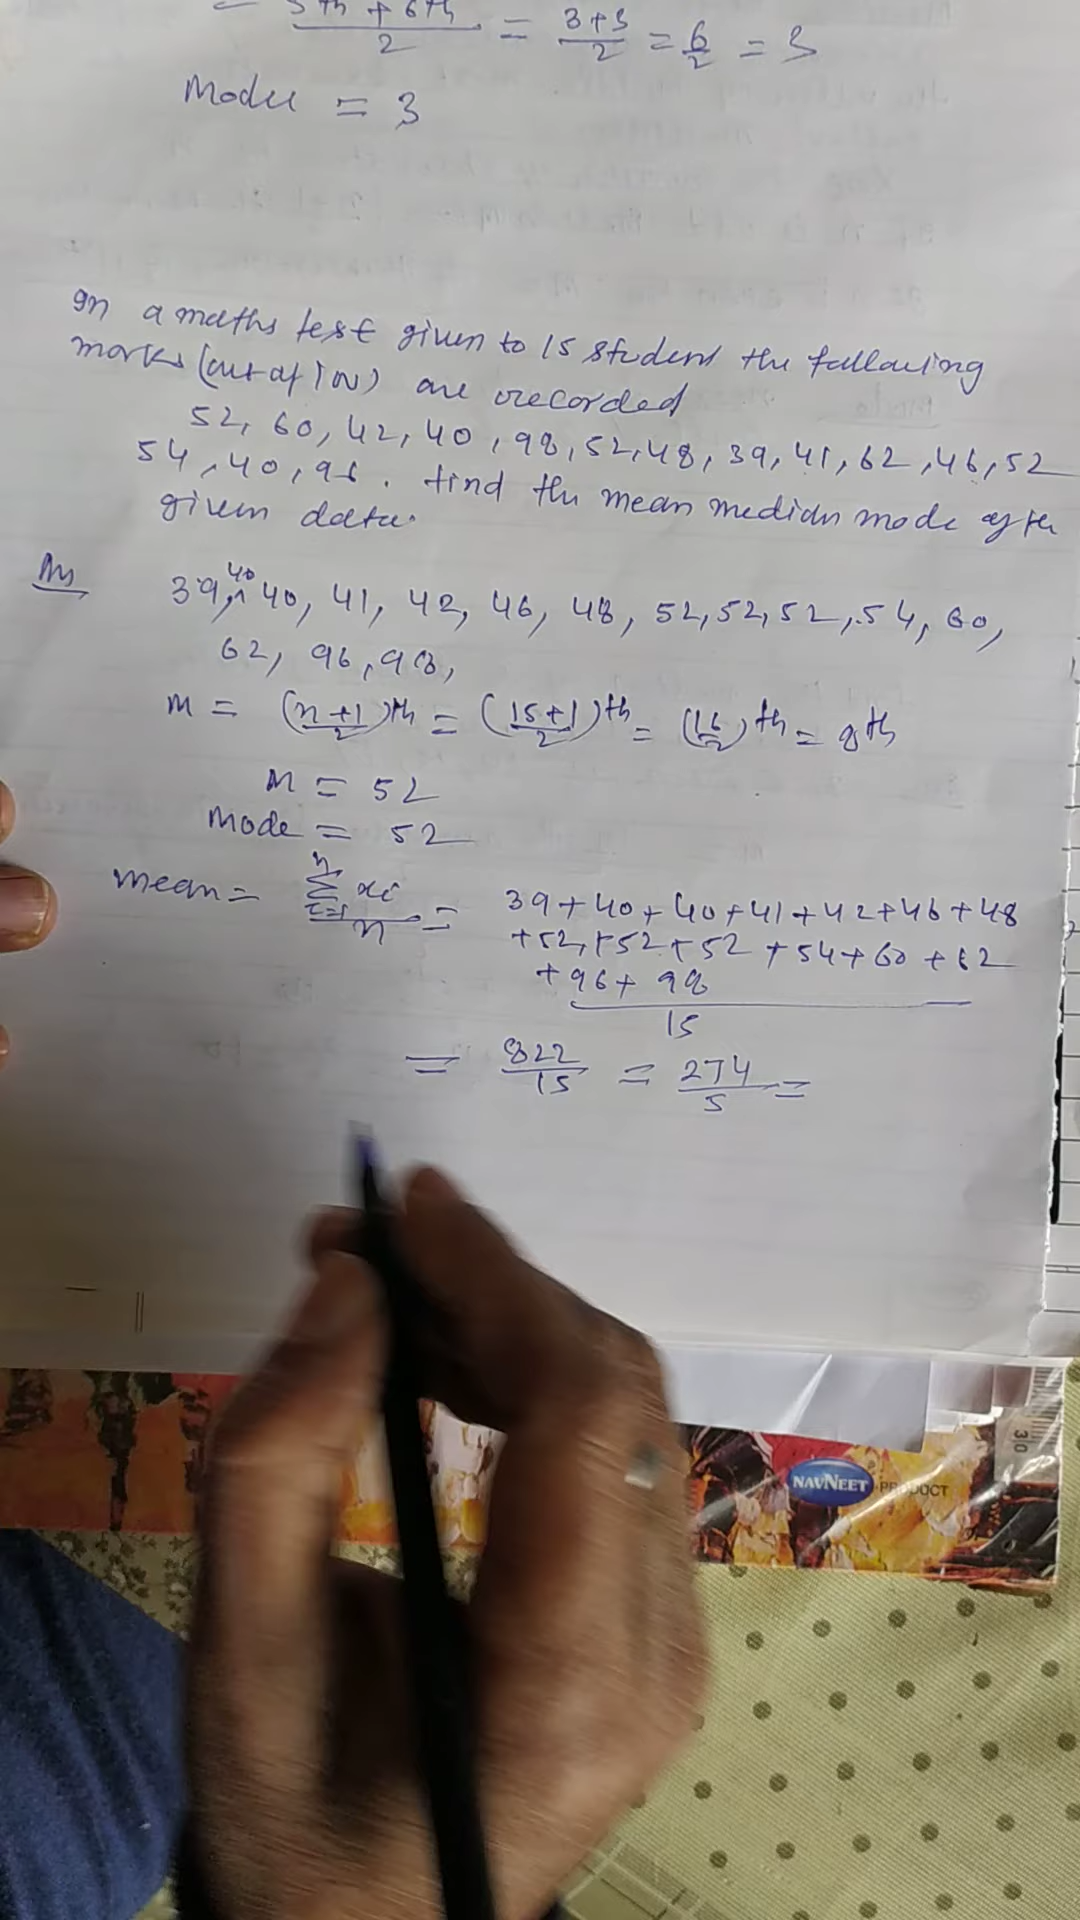 5th + 6th / 2 = 3+3 / 2 = 6/2 = 3
Mode = 3
In a maths test given to 15 student the following
marks (out of 100) are recorded
52, 60, 42, 40, 98, 52, 48, 39, 41, 62, 46, 52
54, 40, 96. find the mean median mode of the
given data.
Ans
40
39, 40, 41, 42, 46, 48, 52, 52, 52, 54, 60,
62, 96, 98,
M = (n+1 / 2)th = (15+1 / 2)th = (16 / 2)th = 8th
M = 52
Mode = 52
mean = n Σ i=1 xi / n = 39+40+40+41+42+46+48
+52+52+52+54+60+62
+96+98
15
= 822 / 15 = 274 / 5 =
NAVNEET PRODUCT
30